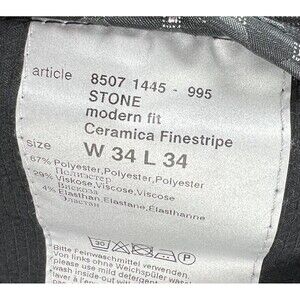 article 8507 1445 - 995
STONE
modern fit
Ceramica Finestripe
size W 34 L 34
67% Polyester,Polyester,Polyester
Полиэстер
29% Viskose,Viscose,Viscose
Вискоза
4% Elasthan,Elastane,Elasthanne
Эластан
30
P
Bitte Feinwaschmittel verwenden.
Von links ohne Weichspüler
please use mild detergent
wash inside out